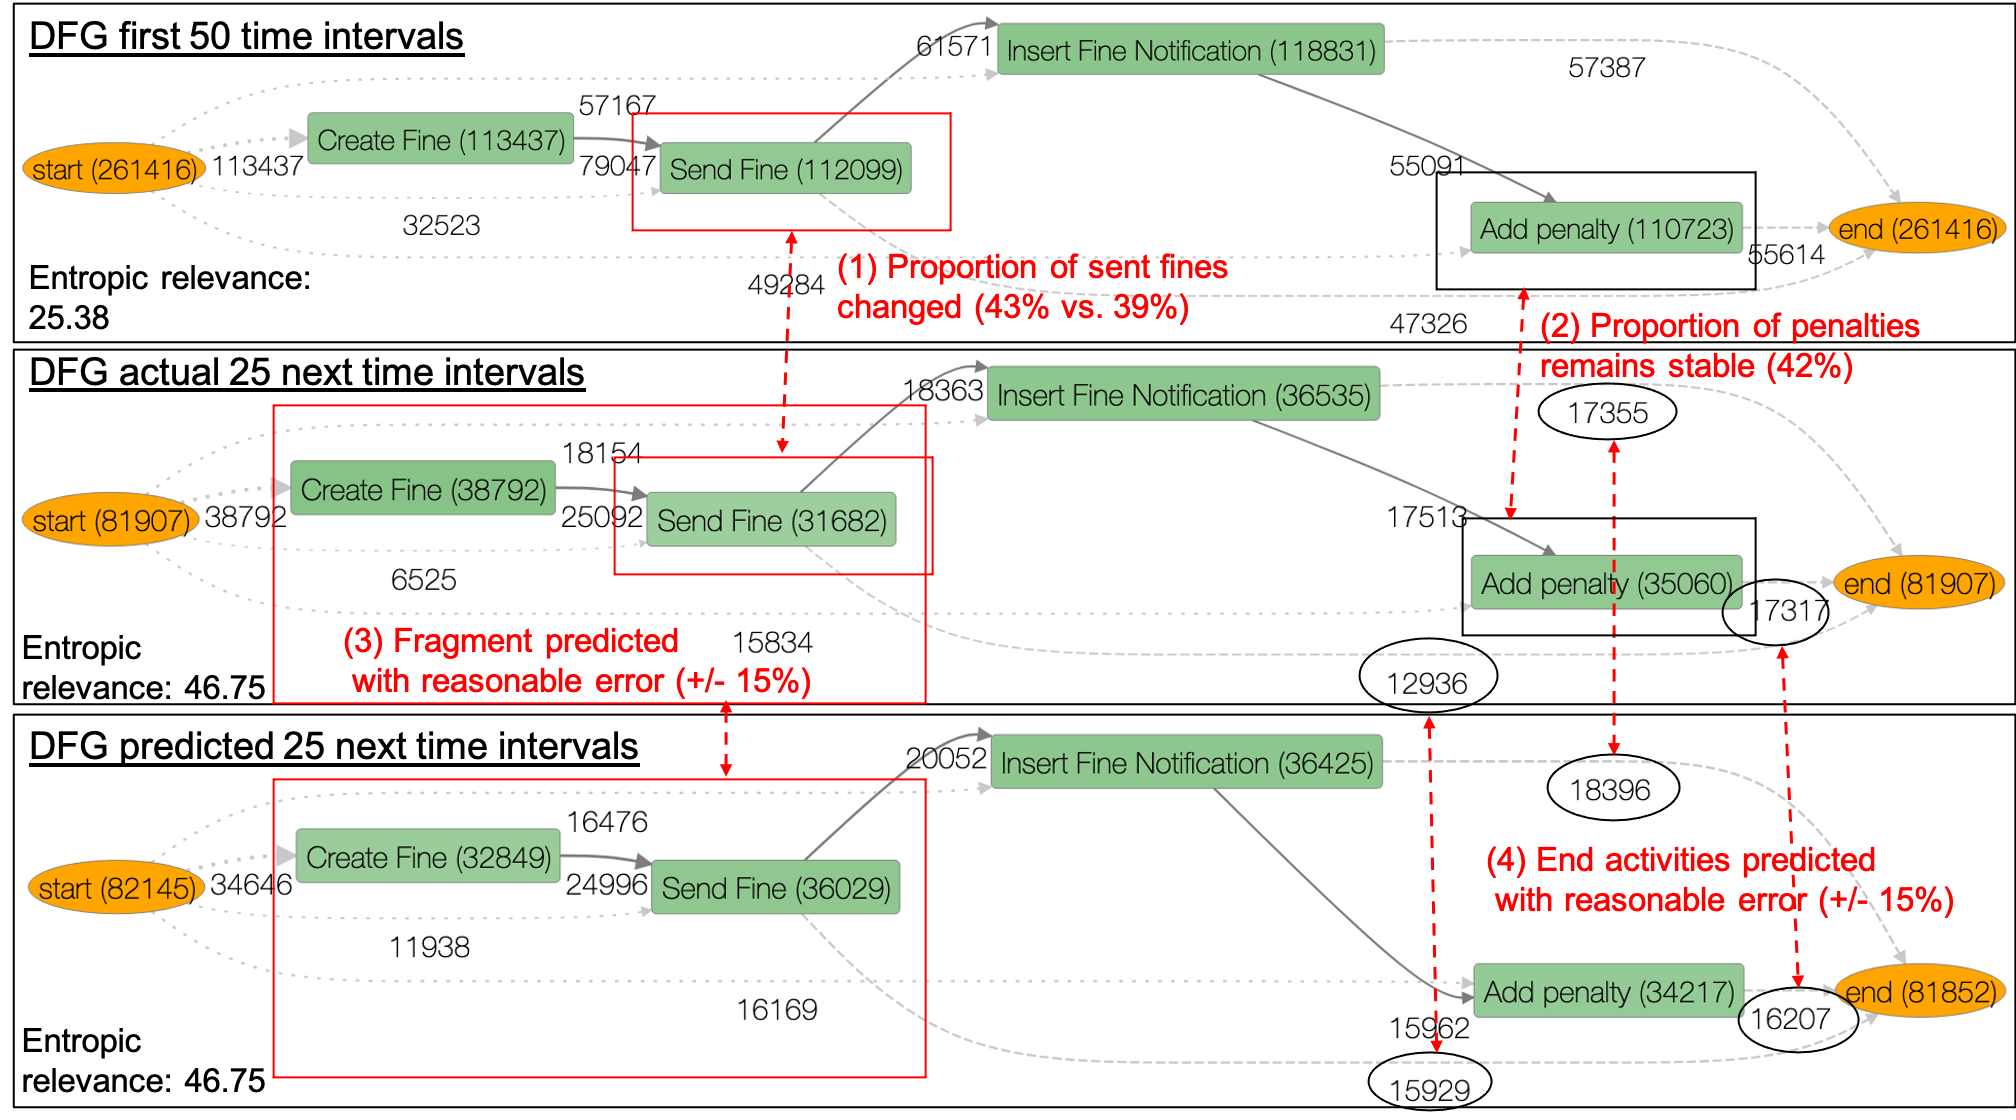 DFG first 50 time intervals
61571
Insert Fine Notification (118831)
57387
57167
Create Fine (113437)
start (261416)
113437
79047
Send Fine (112099)
55091
32523
Add penalty (110723)
end (261416)
55614
Entropic relevance:
25.38
49284
(1) Proportion of sent fines
changed (43% vs. 39%)
47326
(2) Proportion of penalties
remains stable (42%)
DFG actual 25 next time intervals
18363
Insert Fine Notification (36535)
17355
18154
Create Fine (38792)
start (81907)
38792
25092
Send Fine (31682)
17513
6525
Add penalty (35060)
end (81907)
17317
Entropic
relevance: 46.75
(3) Fragment predicted
with reasonable error (+/- 15%)
15834
12936
DFG predicted 25 next time intervals
20052
Insert Fine Notification (36425)
18396
16476
Create Fine (32849)
start (82145)
34646
24996
Send Fine (36029)
(4) End activities predicted
with reasonable error (+/- 15%)
11938
16169
Add penalty (34217)
end (81852)
16207
15962
Entropic
relevance: 46.75
15929